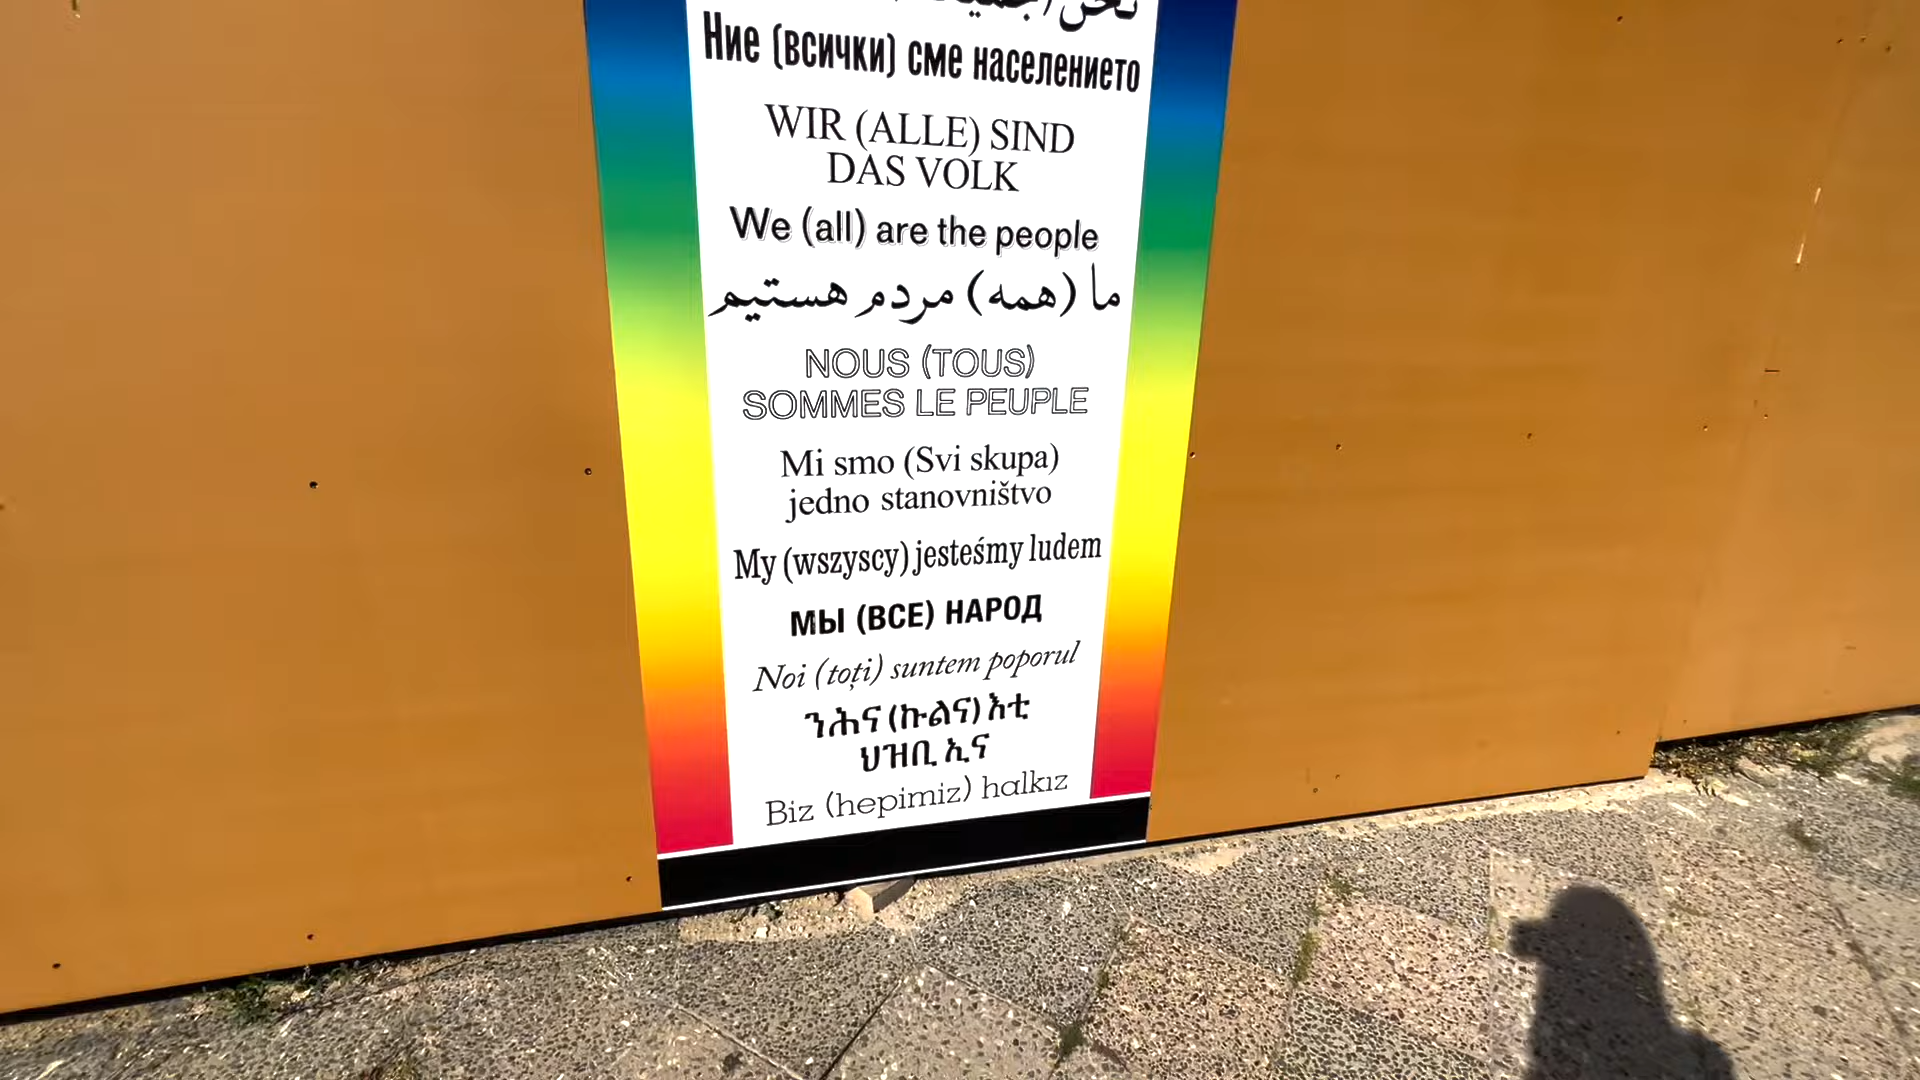 نحن
Ние (всички) сме населението
WIR (ALLE) SIND
DAS VOLK
We (all) are the people
ما (همه) مردم هستیم
NOUS (TOUS)
SOMMES LE PEUPLE
Mi smo (Svi skupa)
jedno stanovništvo
My (wszyscy) jesteśmy ludem
МЫ (ВСЕ) НАРОД
Noi (toți) suntem poporul
ንሕና (ኩልና) እቲ
ህዝቢ ኢና
Biz (hepimiz) halkız